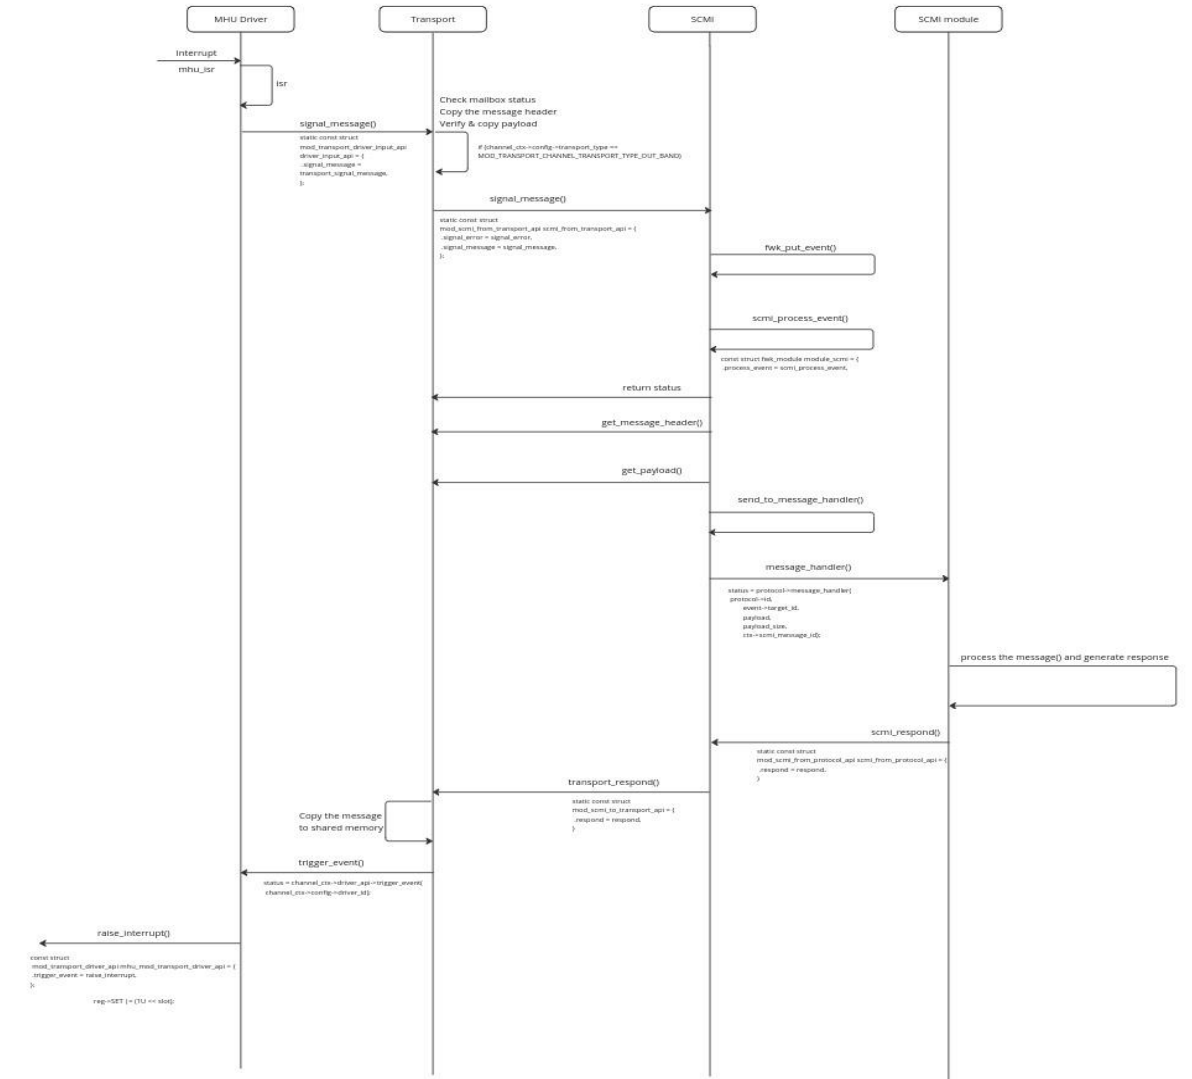 MHU Driver
Transport
SCMI
SCMI module
Interrupt
mhu_isr
isr
Check mailbox status
Copy the message header
Verify & copy payload
signal_message()
static const struct
mod_transport_driver_input_api
driver_input_api = {
.signal_message =
transport_signal_message,
};
if (channel_ctx->config->transport_type ==
MOD_TRANSPORT_CHANNEL_TRANSPORT_TYPE_OUT_BAND)
signal_message()
static const struct
mod_scmi_from_transport_api scmi_from_transport_api = {
.signal_error = signal_error,
.signal_message = signal_message,
};
fwk_put_event()
scmi_process_event()
const struct fwk_module module_scmi = {
.process_event = scmi_process_event,
return status
get_message_header()
get_payload()
send_to_message_handler()
message_handler()
status = protocol->message_handler(
protocol->id,
event->target_id,
payload,
payload_size,
ctx->scmi_message_id);
process the message() and generate response
scmi_respond()
static const struct
mod_scmi_from_protocol_api scmi_from_protocol_api = {
.respond = respond,
}
transport_respond()
static const struct
mod_scmi_to_transport_api = {
.respond = respond,
}
Copy the message
to shared memory
trigger_event()
status = channel_ctx->driver_api->trigger_event(
channel_ctx->config->driver_id);
raise_interrupt()
const struct
mod_transport_driver_api mhu_mod_transport_driver_api = {
.trigger_event = raise_interrupt,
};
reg->SET |= (1U << slot);